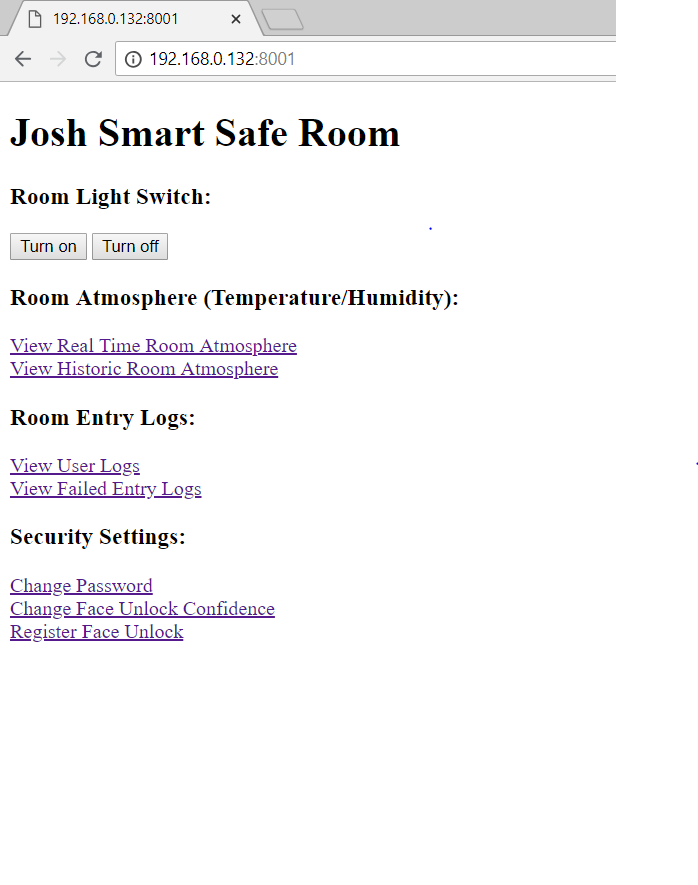 192.168.0.132:8001
192.168.0.132:8001
Josh Smart Safe Room
Room Light Switch:
Turn on Turn off
Room Atmosphere (Temperature/Humidity):
View Real Time Room Atmosphere
View Historic Room Atmosphere
Room Entry Logs:
View User Logs
View Failed Entry Logs
Security Settings:
Change Password
Change Face Unlock Confidence
Register Face Unlock